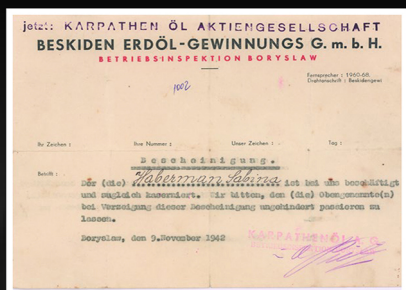 jetzt: KARPATHEN ÖL AKTIENGESELLSCHAFT
BESKIDEN ERDÖL-GEWINNUNGS G. m. b. H.
BETRIEBSINSPEKTION BORYSLAW
Fernsprecher : 1960-68.
Drahtanschrift : Beskidengewi
1002
Ihr Zeichen : Ihre Nummer : Unser Zeichen : Tag :
Bescheinigung.
Betrifft : Haberman Sabina
Der (die) ist bei uns beschäftigt
und zugleich kaserniert. Wir bitten, den (die) Obengenannte(n)
bei Vorzeigung dieser Bescheinigung ungehindert passieren zu
lassen.
Boryslau, den 9.November 1942
KARPATHEN ÖL A. G.